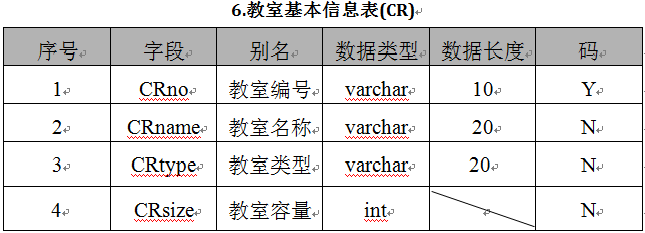 6.教室基本信息表(CR)
序号 字段 别名 数据类型 数据长度 码
1 CRno 教室编号 varchar 10 Y
2 CRname 教室名称 varchar 20 N
3 CRtype 教室类型 varchar 20 N
4 CRsize 教室容量 int N